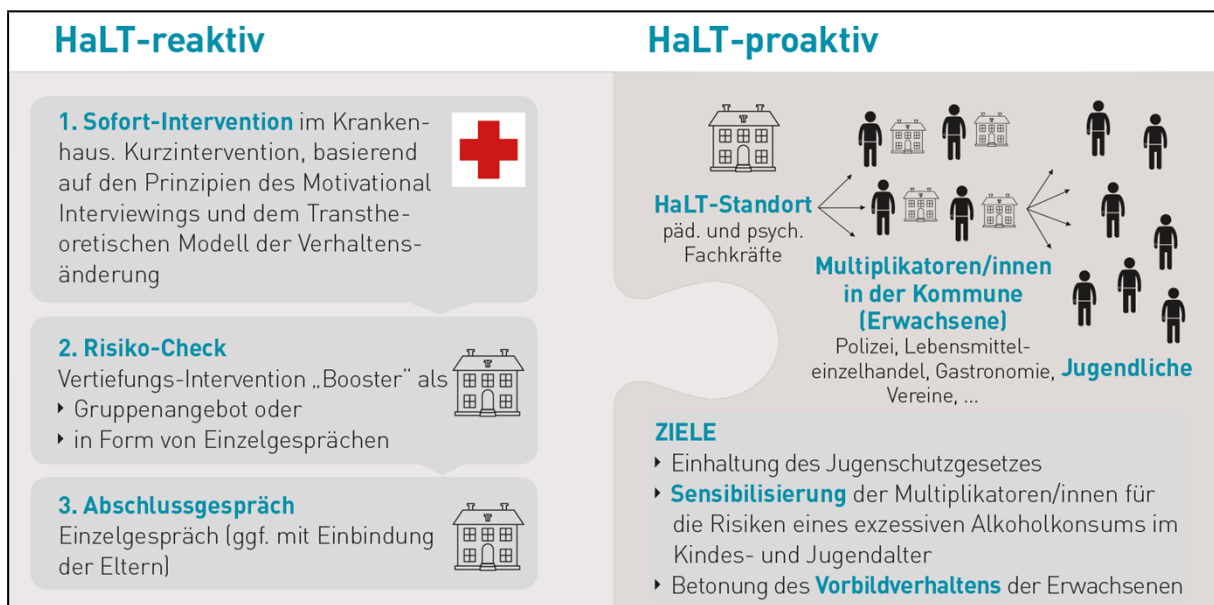 HaLT-reaktiv
1. Sofort-Intervention im Kranken-
haus. Kurzintervention, basierend
auf den Prinzipien des Motivational
Interviewings und dem Transthe-
oretischen Modell der Verhaltens-
änderung
2. Risiko-Check
Vertiefungs-Intervention „Booster“ als
‣ Gruppenangebot oder
‣ in Form von Einzelgesprächen
3. Abschlussgespräch
Einzelgespräch (ggf. mit Einbindung
der Eltern)
HaLT-proaktiv
HaLT-Standort
päd. und psych.
Fachkräfte
Multiplikatoren/innen
in der Kommune
(Erwachsene)
Polizei, Lebensmittel-
einzelhandel, Gastronomie,
Vereine, ...
Jugendliche
ZIELE
‣ Einhaltung des Jugenschutzgesetzes
‣ Sensibilisierung der Multiplikatoren/innen für
die Risiken eines exzessiven Alkoholkonsums im
Kindes- und Jugendalter
‣ Betonung des Vorbildverhaltens der Erwachsenen